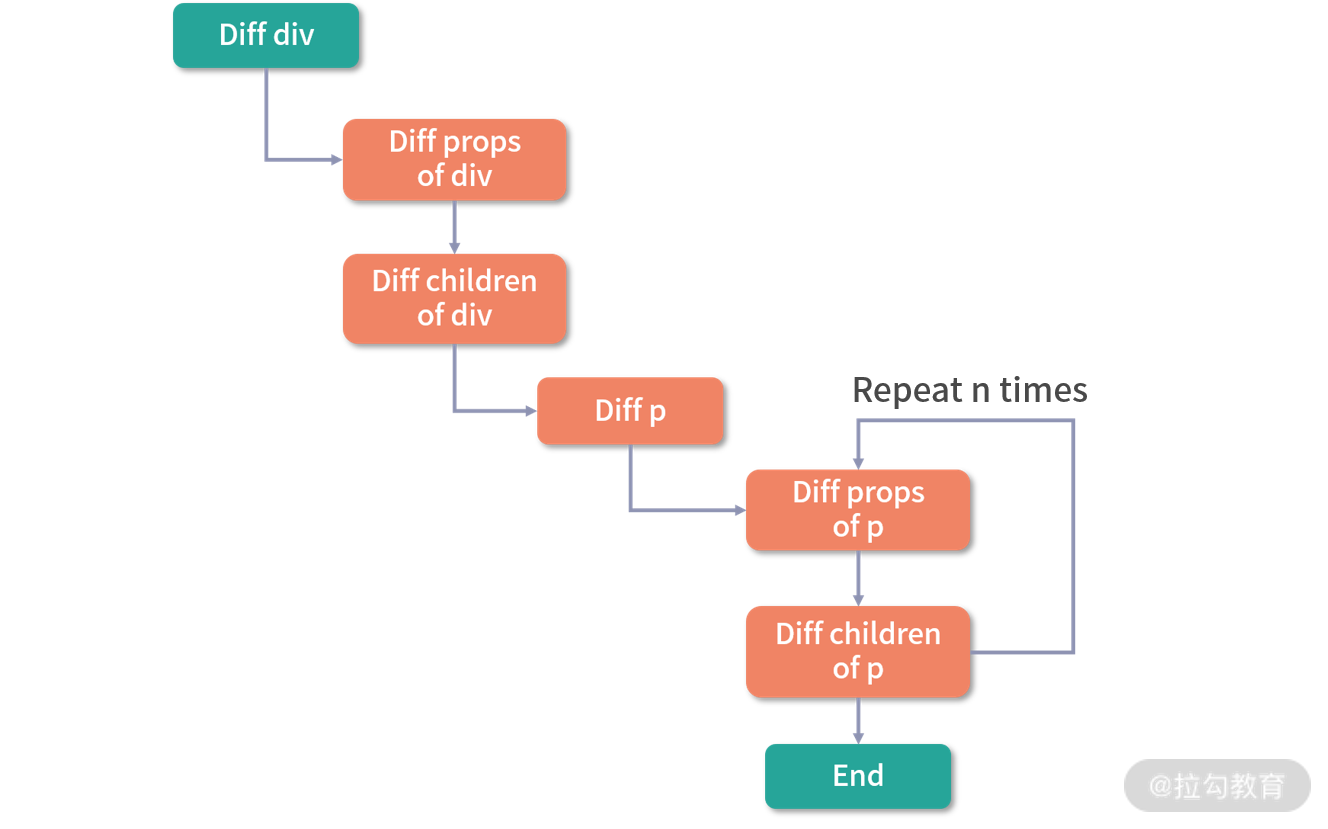 Diff div
Diff props
of div
Diff children
of div
Diff p
Repeat n times
Diff props
of p
Diff children
of p
End
@拉勾教育